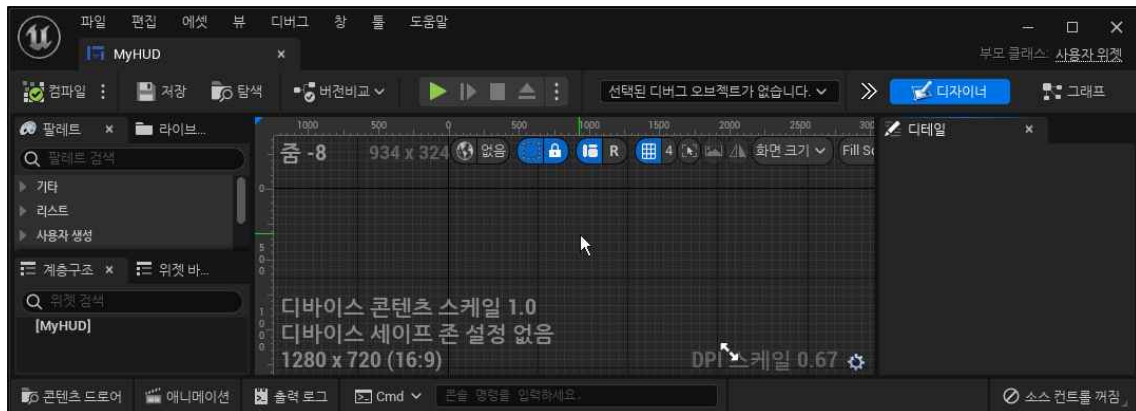 파일 편집 에셋 뷰 디버그 창 툴 도움말
MyHUD
부모 클래스: 사용자 위젯
컴파일 저장 탐색 버전비교 선택된 디버그 오브젝트가 없습니다. 디자이너 그래프
팔레트 라이브...
팔레트 검색
기타
리스트
사용자 생성
계층구조 위젯 바...
위젯 검색
[MyHUD]
1000 500 0 500 1000 1500 2000 2500 300
줌 -8 934 x 324 없음 R 4 화면 크기 Fill Sc
0
500
디바이스 콘텐츠 스케일 1.0
디바이스 세이프 존 설정 없음
1280 x 720 (16:9)
DPI 스케일 0.67
디테일
콘텐츠 드로어 애니메이션 출력 로그 Cmd 콘솔 명령을 입력하세요. 소스 컨트롤 꺼짐